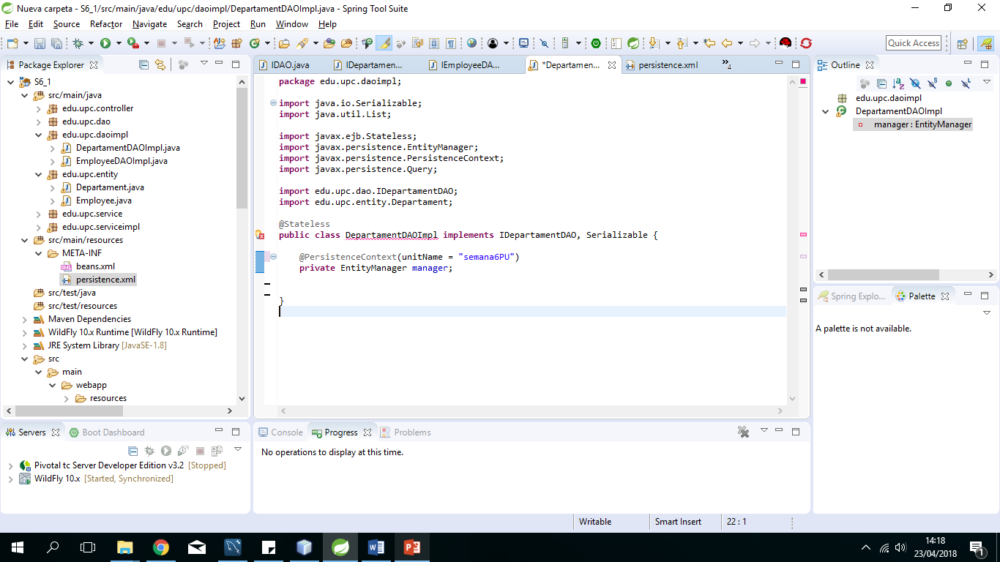 Nueva carpeta - S6_1/src/main/java/edu/upc/daoimpl/DepartamentDAOImpl.java - Spring Tool Suite
File Edit Source Refactor Navigate Search Project Run Window Help
Quick Access
Package Explorer
S6_1
src/main/java
edu.upc.controller
edu.upc.dao
edu.upc.daoimpl
DepartamentDAOImpl.java
EmployeeDAOImpl.java
edu.upc.entity
Departament.java
Employee.java
edu.upc.service
edu.upc.serviceimpl
src/main/resources
META-INF
beans.xml
persistence.xml
src/test/java
src/test/resources
Maven Dependencies
WildFly 10.x Runtime [WildFly 10.x Runtime]
JRE System Library [JavaSE-1.8]
src
main
webapp
resources
IDAO.java IDepartamen... IEmployeeDA... *Departamen... persistence.xml »4
package edu.upc.daoimpl;
import java.io.Serializable;
import java.util.List;
import javax.ejb.Stateless;
import javax.persistence.EntityManager;
import javax.persistence.PersistenceContext;
import javax.persistence.Query;
import edu.upc.dao.IDepartamentDAO;
import edu.upc.entity.Departament;
@Stateless
public class DepartamentDAOImpl implements IDepartamentDAO, Serializable {
@PersistenceContext(unitName = "semana6PU")
private EntityManager manager;
}
Outline
edu.upc.daoimpl
DepartamentDAOImpl
manager : EntityManager
Spring Explo... Palette
A palette is not available.
Servers Boot Dashboard
Pivotal tc Server Developer Edition v3.2 [Stopped]
WildFly 10.x [Started, Synchronized]
Console Progress Problems
No operations to display at this time.
Writable Smart Insert 22 : 1
14:18
23/04/2018
1